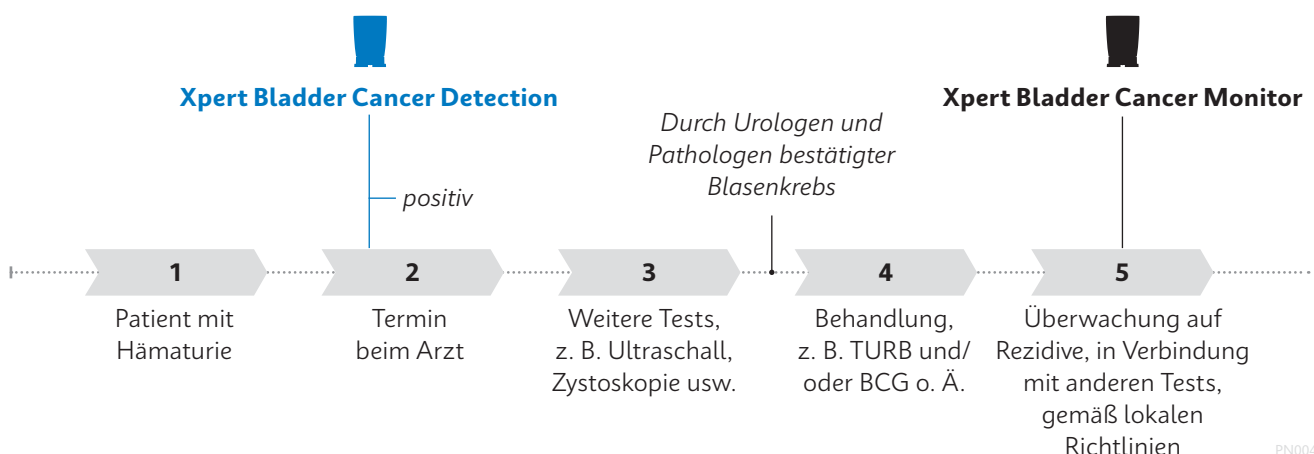 Xpert Bladder Cancer Detection
Xpert Bladder Cancer Monitor
Durch Urologen und
Pathologen bestätigter
Blasenkrebs
positiv
1
2
3
4
5
Patient mit
Hämaturie
Termin
beim Arzt
Weitere Tests,
z. B. Ultraschall,
Zystoskopie usw.
Behandlung,
z. B. TURB und/
oder BCG o. Ä.
Überwachung auf
Rezidive, in Verbindung
mit anderen Tests,
gemäß lokalen
Richtlinien
PN004